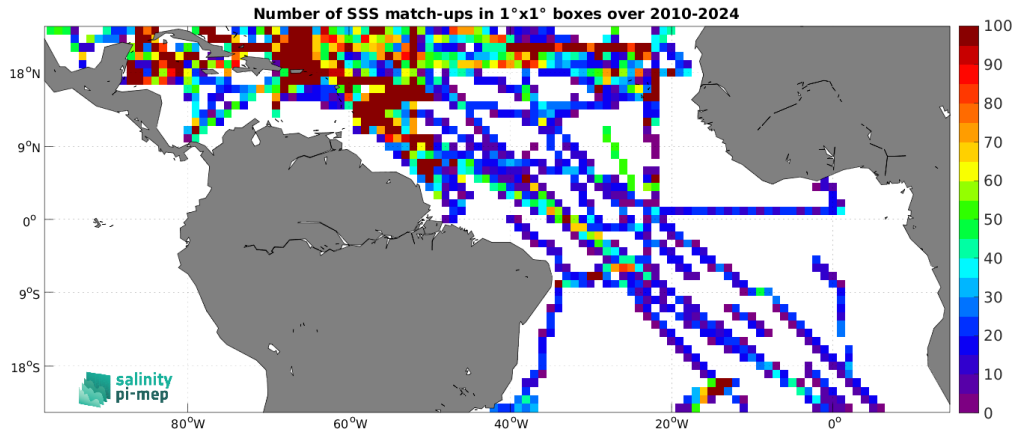 Number of SSS match-ups in 1°x1° boxes over 2010-2024
100
90
80
70
60
50
40
30
20
10
0
18°N
9°N
0°
9°S
18°S
80°W
60°W
40°W
20°W
0°
salinity
pi-mep